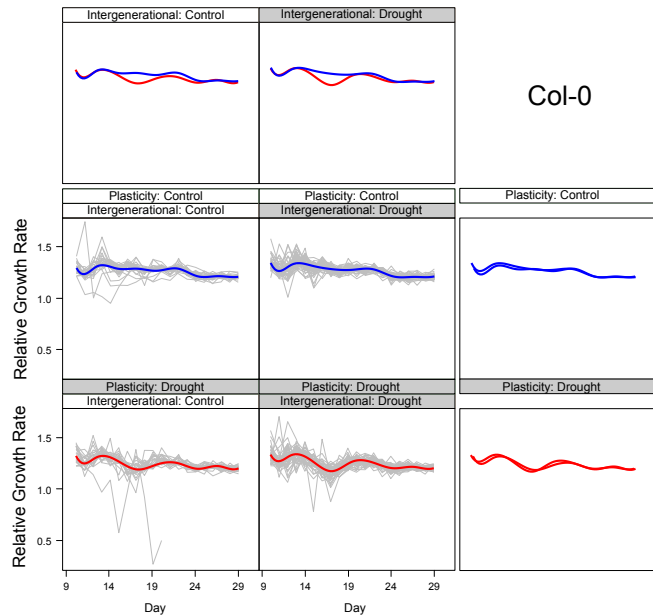 Intergenerational: Control
Intergenerational: Drought
Col-0
Plasticity: Control
Plasticity: Control
Plasticity: Control
Intergenerational: Control
Intergenerational: Drought
Relative Growth Rate
1.5
1.0
0.5
Plasticity: Drought
Plasticity: Drought
Plasticity: Drought
Intergenerational: Control
Intergenerational: Drought
Relative Growth Rate
1.5
1.0
0.5
9 14 19 24 29 9 14 19 24 29
Day Day